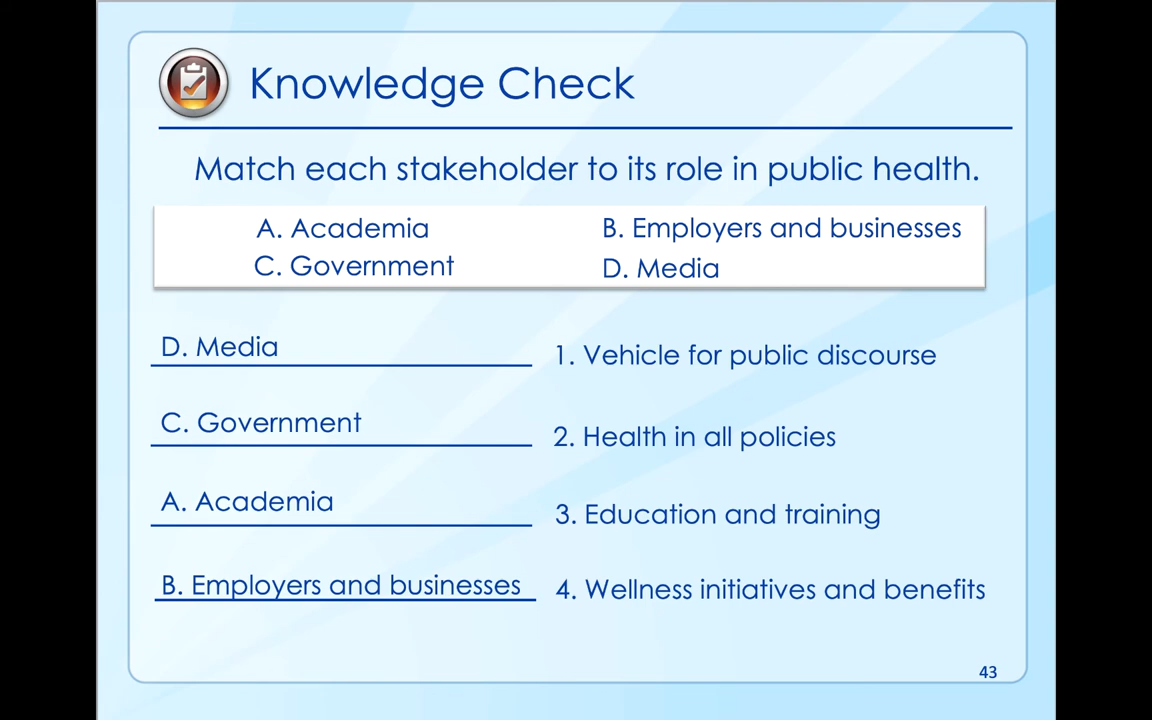 Knowledge Check
Match each stakeholder to its role in public health.
A. Academia B. Employers and businesses
C. Government D. Media
D. Media 1. Vehicle for public discourse
C. Government 2. Health in all policies
A. Academia 3. Education and training
B. Employers and businesses 4. Wellness initiatives and benefits
43